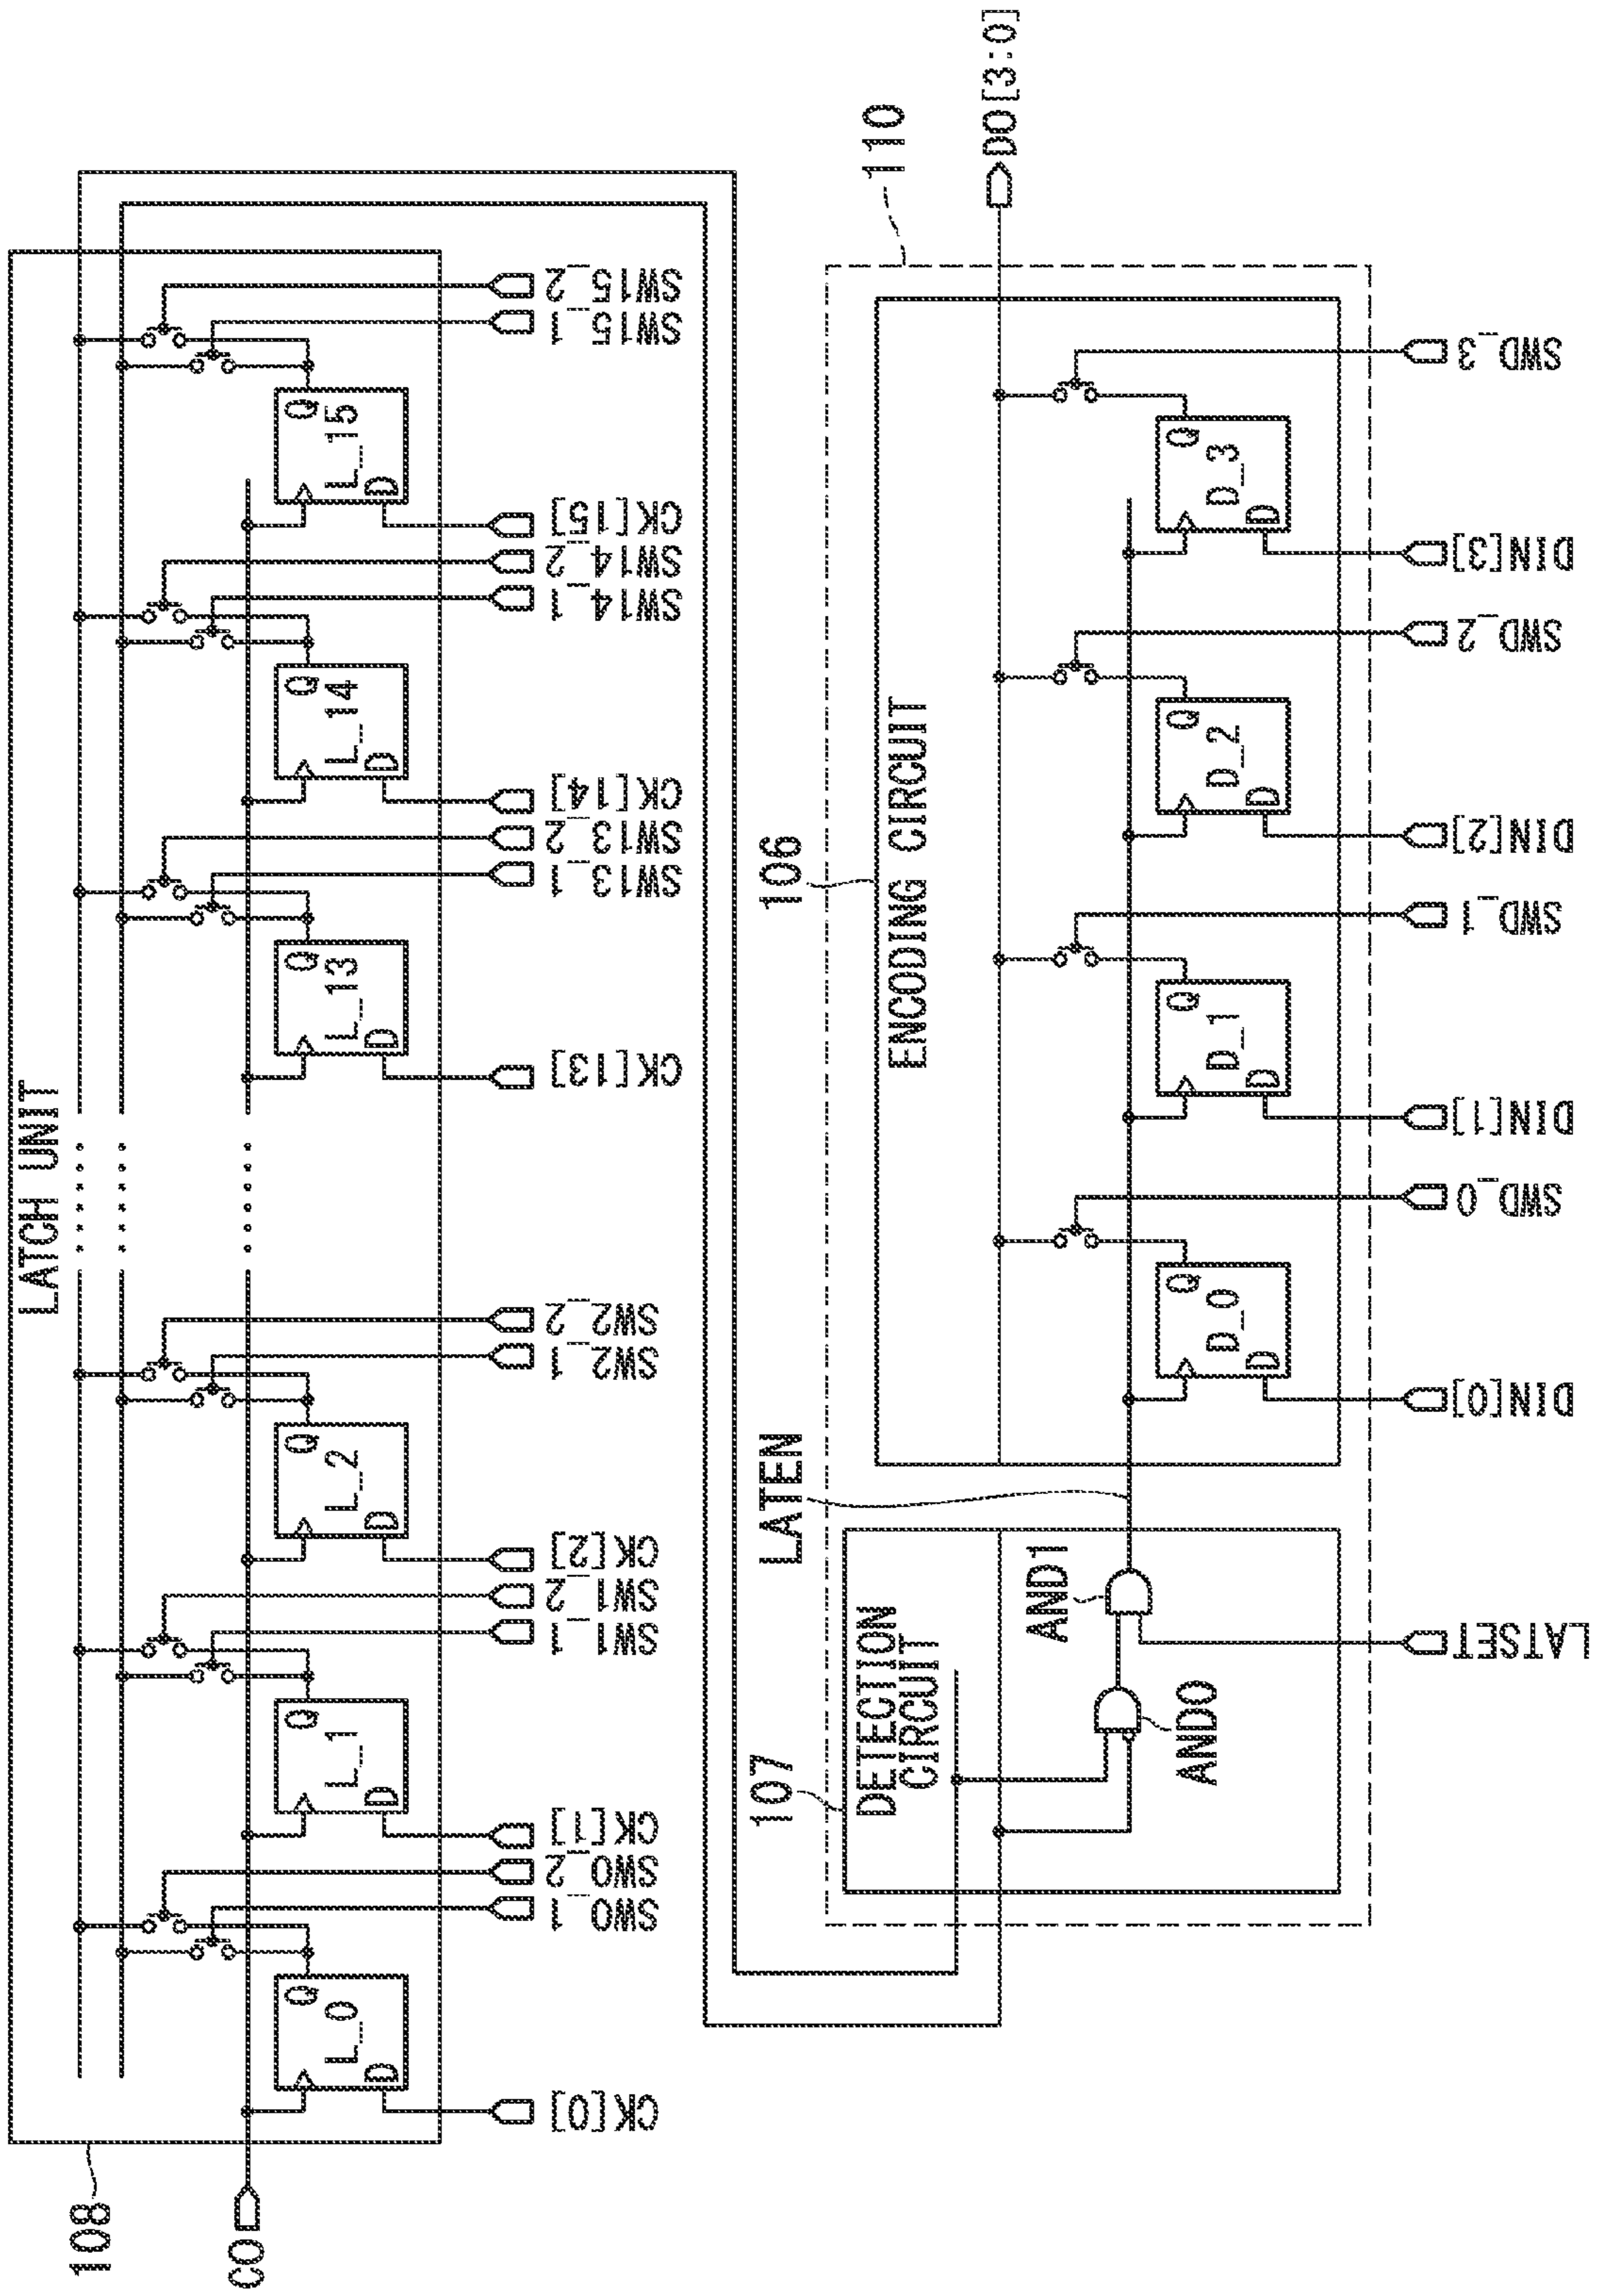 108
LATCH UNIT
CO
L_0
Q
D
CK[0]
SW0_1
SW0_2
L_1
Q
D
CK[1]
SW1_1
SW1_2
L_2
Q
D
CK[2]
SW2_1
SW2_2
L_13
Q
D
CK[13]
SW13_1
SW13_2
L_14
Q
D
CK[14]
SW14_1
SW14_2
L_15
Q
D
CK[15]
SW15_1
SW15_2
107
DETECTION
CIRCUIT
AND0
AND1
LATSET
LATEN
106
ENCODING CIRCUIT
110
D_0
Q
D
DIN[0]
SWD_0
D_1
Q
D
DIN[1]
SWD_1
D_2
Q
D
DIN[2]
SWD_2
D_3
Q
D
DIN[3]
SWD_3
DO[3:0]